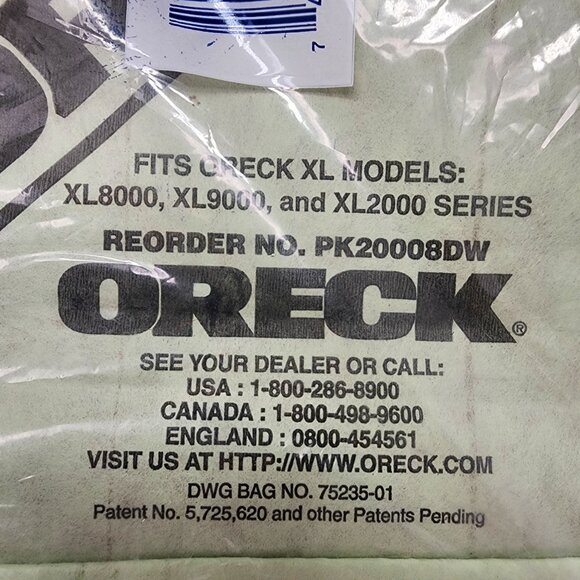 7
FITS ORECK XL MODELS:
XL8000, XL9000, and XL2000 SERIES
REORDER NO. PK20008DW
ORECK®
SEE YOUR DEALER OR CALL:
USA : 1-800-286-8900
CANADA : 1-800-498-9600
ENGLAND : 0800-454561
VISIT US AT HTTP://WWW.ORECK.COM
DWG BAG NO. 75235-01
Patent No. 5,725,620 and other Patents Pending